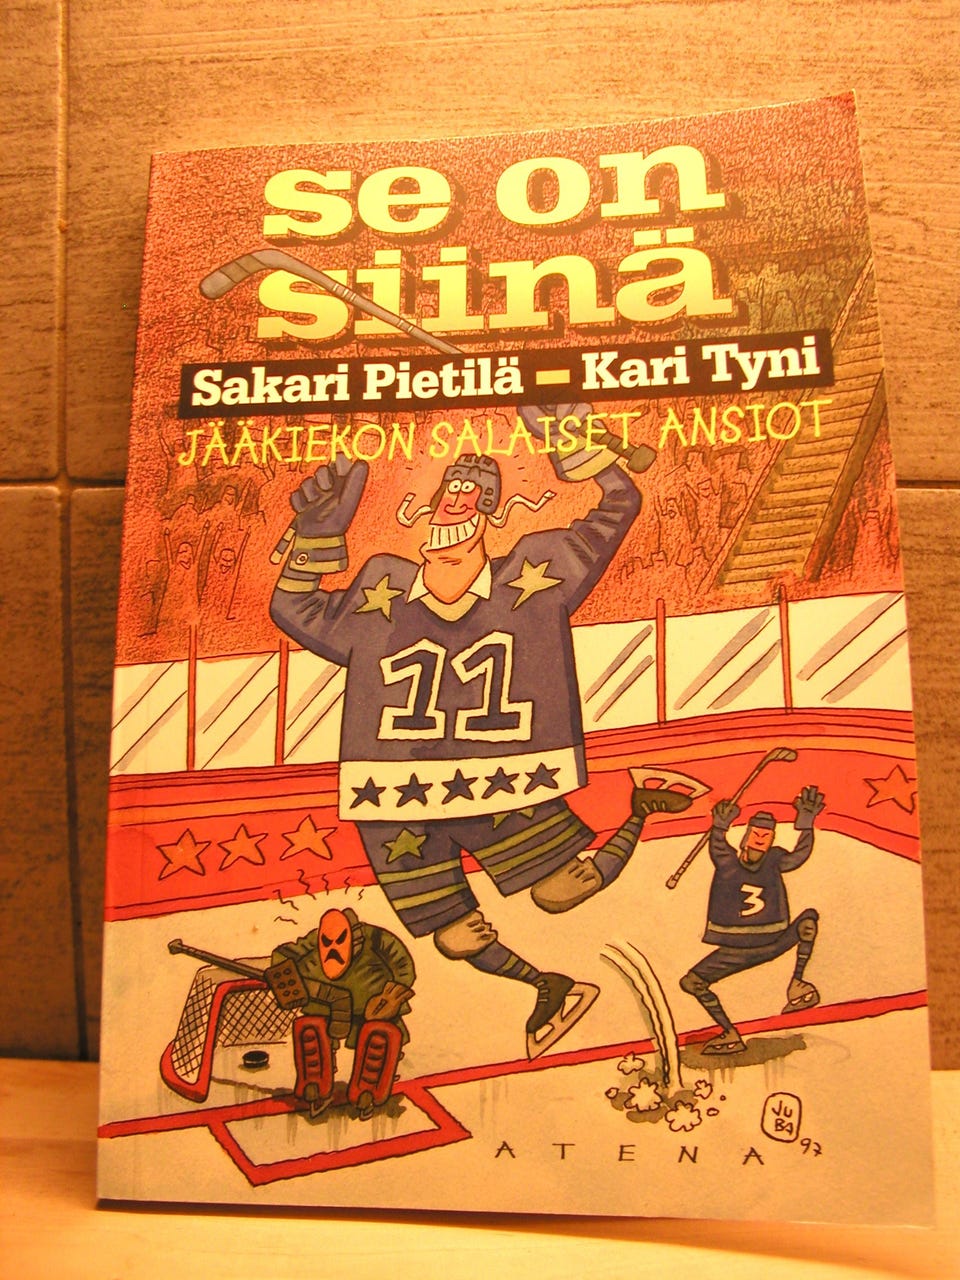 se on
siinä
Sakari Pietilä - Kari Tyni
JÄÄKIEKON SALAISET ANSIOT
11
3
ATENA
JUBA
97